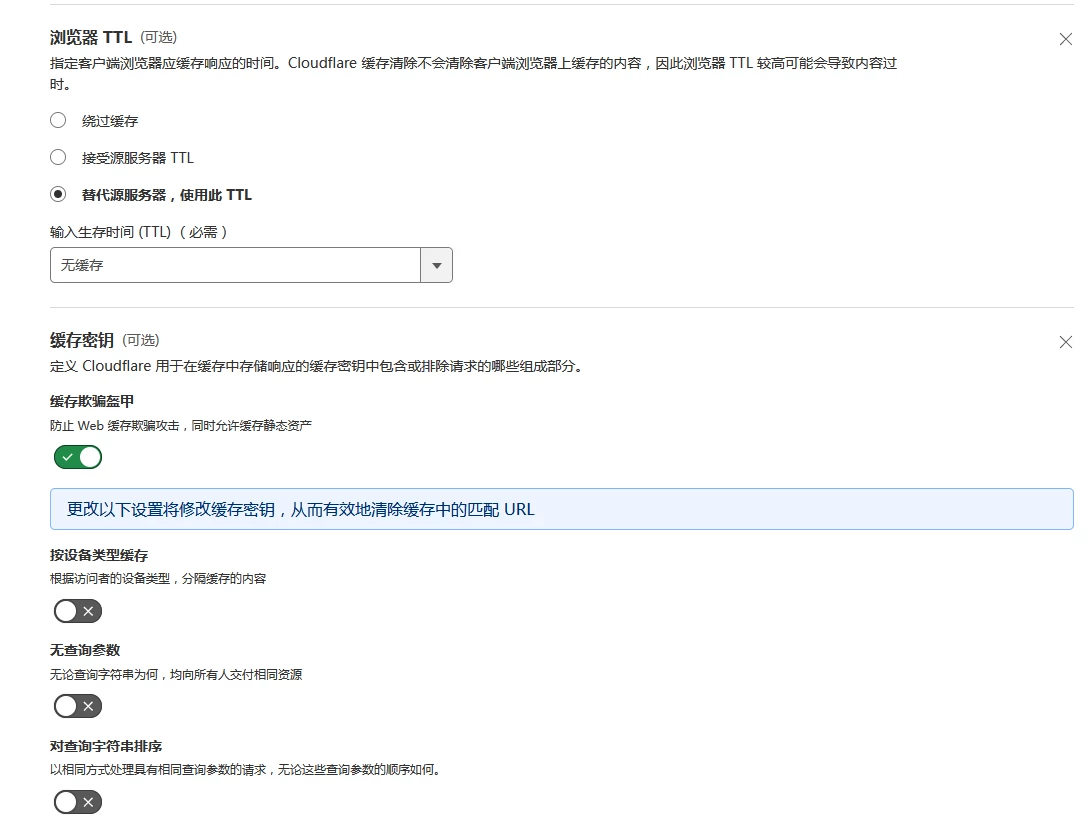 浏览器 TTL (可选)
指定客户端浏览器应缓存响应的时间。Cloudflare 缓存清除不会清除客户端浏览器上缓存的内容，因此浏览器 TTL 较高可能会导致内容过
时。
绕过缓存
接受源服务器 TTL
替代源服务器，使用此 TTL
输入生存时间 (TTL) （必需）
无缓存
缓存密钥 (可选)
定义 Cloudflare 用于在缓存中存储响应的缓存密钥中包含或排除请求的哪些组成部分。
缓存欺骗盔甲
防止 Web 缓存欺骗攻击，同时允许缓存静态资产
更改以下设置将修改缓存密钥，从而有效地清除缓存中的匹配 URL
按设备类型缓存
根据访问者的设备类型，分隔缓存的内容
无查询参数
无论查询字符串为何，均向所有人交付相同资源
对查询字符串排序
以相同方式处理具有相同查询参数的请求，无论这些查询参数的顺序如何。